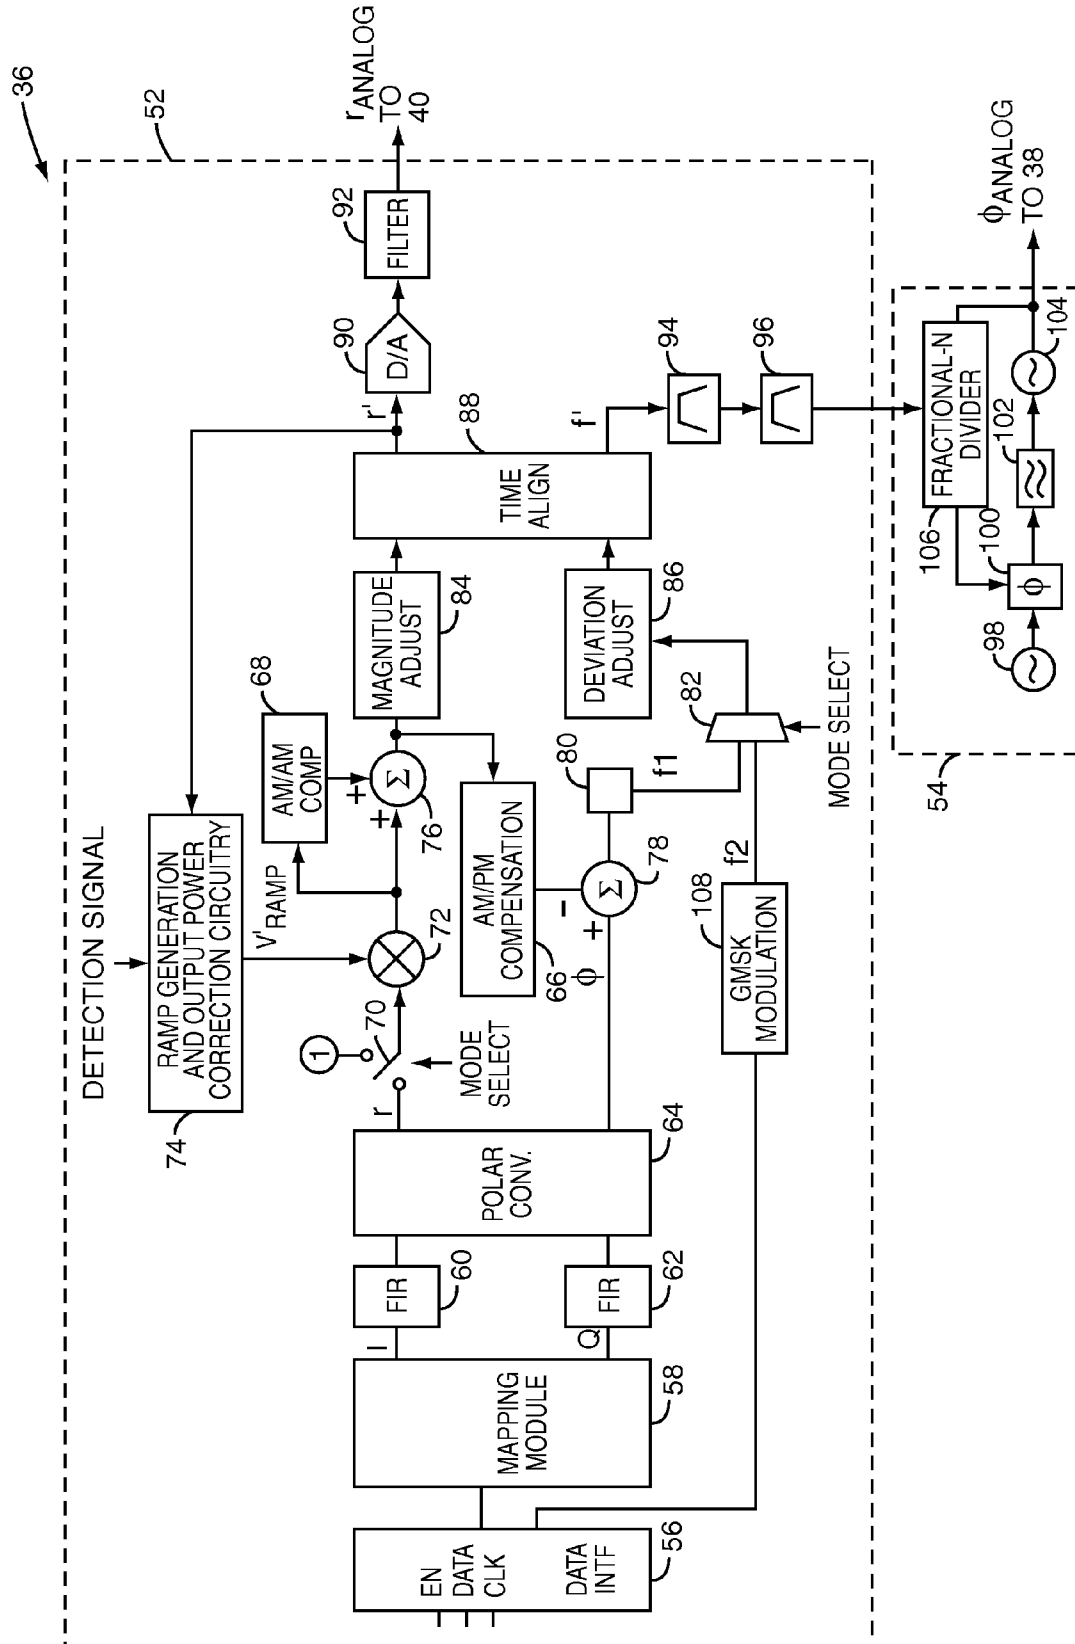 36
52
DETECTION SIGNAL
RAMP GENERATION
AND OUTPUT POWER
CORRECTION CIRCUITRY
74
V'RAMP
AM/AM
COMP
68
1
70
MODE
SELECT
r
72
+
+
Σ
76
MAGNITUDE
ADJUST
84
r'
D/A
90
FILTER
92
rANALOG
TO
40
EN
DATA
CLK
DATA
INTF
56
MAPPING
MODULE
58
I
Q
FIR
60
FIR
62
POLAR
CONV.
64
AM/PM
COMPENSATION
66
ϕ
-
+
Σ
78
80
f1
DEVIATION
ADJUST
86
TIME
ALIGN
88
f'
94
96
GMSK
MODULATION
108
f2
82
MODE SELECT
54
FRACTIONAL-N
DIVIDER
106
98
ϕ
100
102
104
ϕANALOG
TO 38